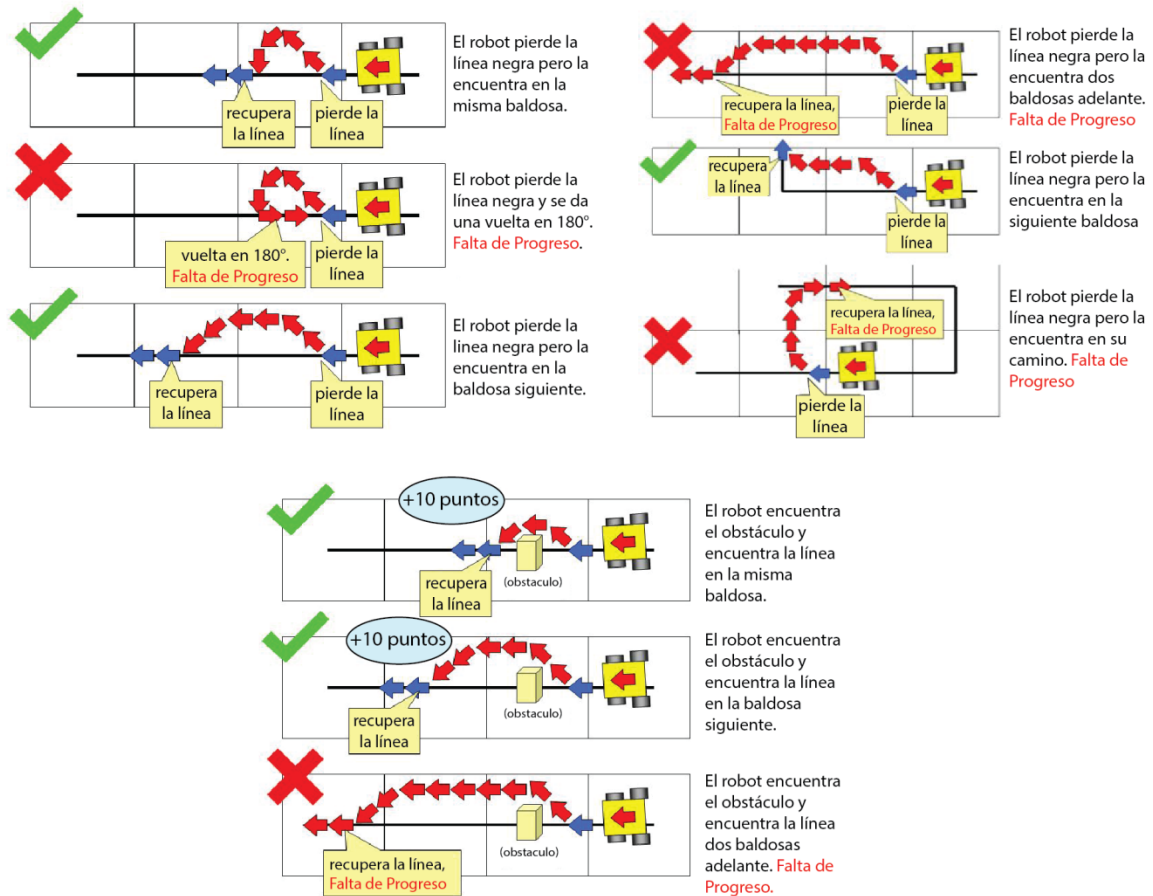 El robot pierde la
línea negra pero la
encuentra en la
misma baldosa.
recupera
la línea
pierde la
línea
El robot pierde la
línea negra y se da
una vuelta en 180°.
Falta de Progreso.
vuelta en 180°.
Falta de Progreso
pierde la
línea
El robot pierde la
linea negra pero la
encuentra en la
baldosa siguiente.
recupera
la línea
pierde la
línea
El robot pierde la
línea negra pero la
encuentra dos
baldosas adelante.
Falta de Progreso
recupera la línea,
Falta de Progreso
pierde la
línea
El robot pierde la
línea negra pero la
encuentra en la
siguiente baldosa
recupera
la línea
pierde la
línea
El robot pierde la
línea negra pero la
encuentra en su
camino. Falta de
Progreso
recupera la línea,
Falta de Progreso
pierde la
línea
+10 puntos
El robot encuentra
el obstáculo y
encuentra la línea
en la misma
baldosa.
(obstaculo)
recupera
la línea
+10 puntos
El robot encuentra
el obstáculo y
encuentra la línea
en la baldosa
siguiente.
(obstaculo)
recupera
la línea
El robot encuentra
el obstáculo y
encuentra la línea
dos baldosas
adelante. Falta de
Progreso.
(obstaculo)
recupera la línea,
Falta de Progreso